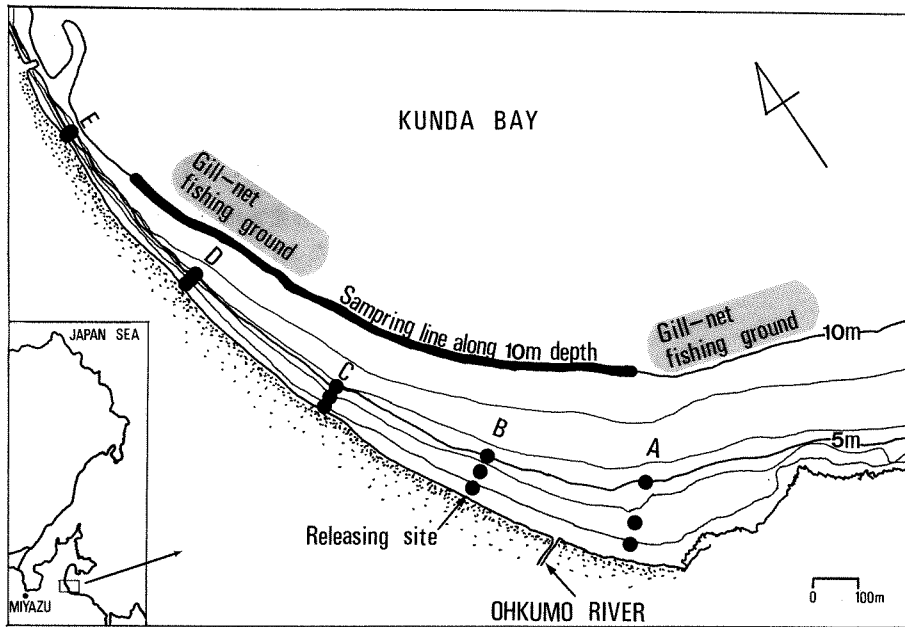 KUNDA BAY
E
Gill-net
fishing ground
D
Sampring line along 10m depth
Gill-net
fishing ground
10m
JAPAN SEA
C
B
A
5m
Releasing site
MIYAZU
OHKUMO RIVER
0 100m